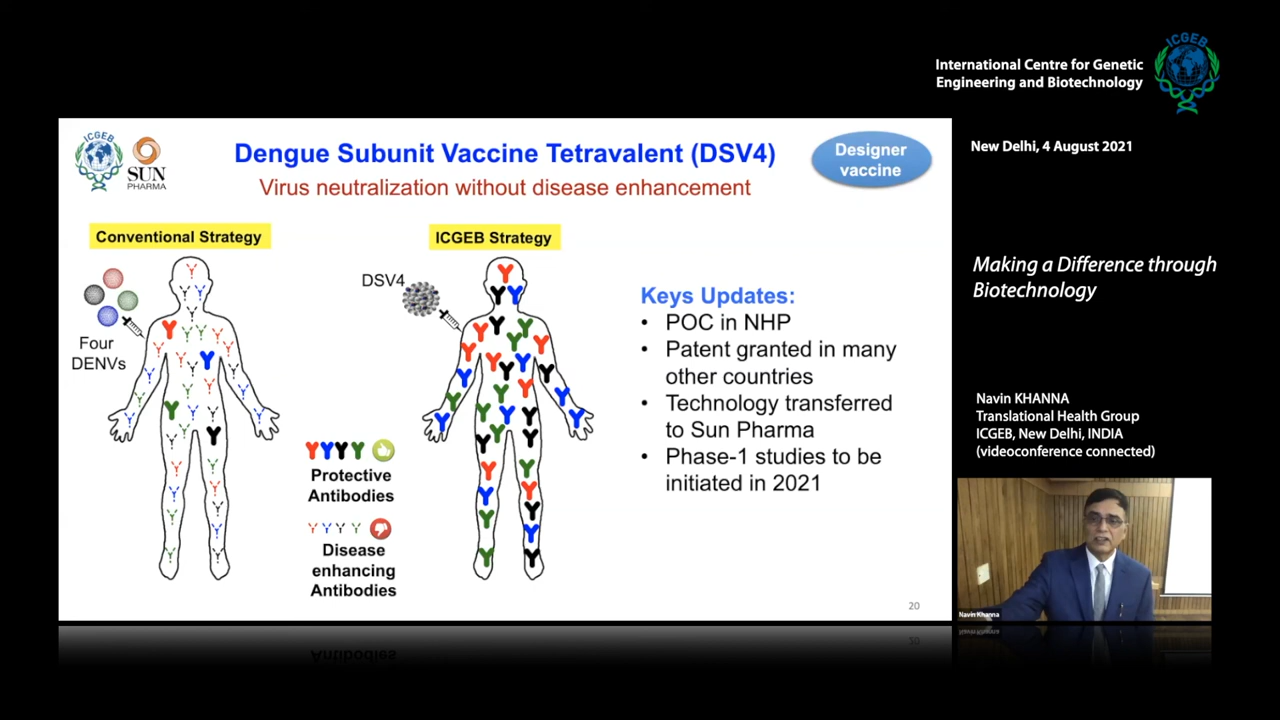 International Centre for Genetic
Engineering and Biotechnology
ICGEB
New Delhi, 4 August 2021
Making a Difference through
Biotechnology
Navin KHANNA
Translational Health Group
ICGEB, New Delhi, INDIA
(videoconference connected)
Navin Khanna
ICGEB
SUN
PHARMA
Dengue Subunit Vaccine Tetravalent (DSV4)
Virus neutralization without disease enhancement
Designer
vaccine
Conventional Strategy
ICGEB Strategy
Four
DENVs
DSV4
Protective
Antibodies
Disease
enhancing
Antibodies
Keys Updates:
• POC in NHP
• Patent granted in many
other countries
• Technology transferred
to Sun Pharma
• Phase-1 studies to be
initiated in 2021
20